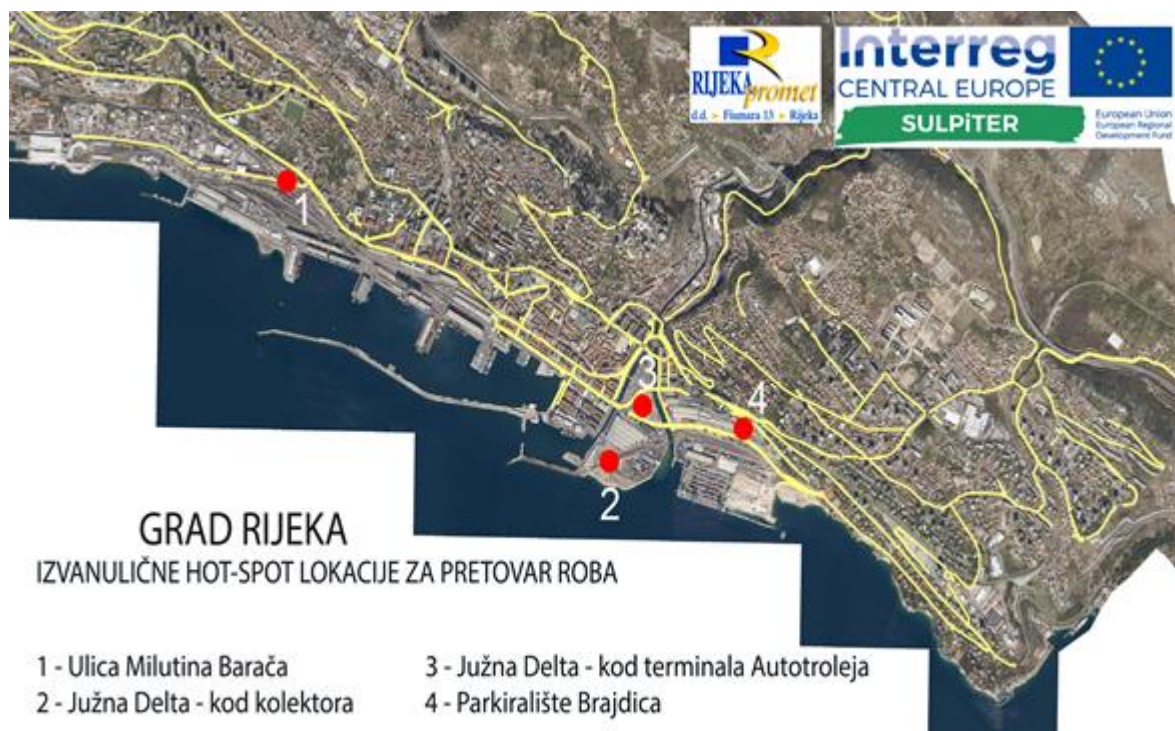 RIJEKA
promet
d.d. ▸ Fiumara 13 ▸ Rijeka
Interreg
CENTRAL EUROPE
SULPiTER
European Union
European Regional
Development Fund
1
3
4
2
GRAD RIJEKA
IZVANULIČNE HOT-SPOT LOKACIJE ZA PRETOVAR ROBA
1 - Ulica Milutina Barača
2 - Južna Delta - kod kolektora
3 - Južna Delta - kod terminala Autotroleja
4 - Parkiralište Brajdica